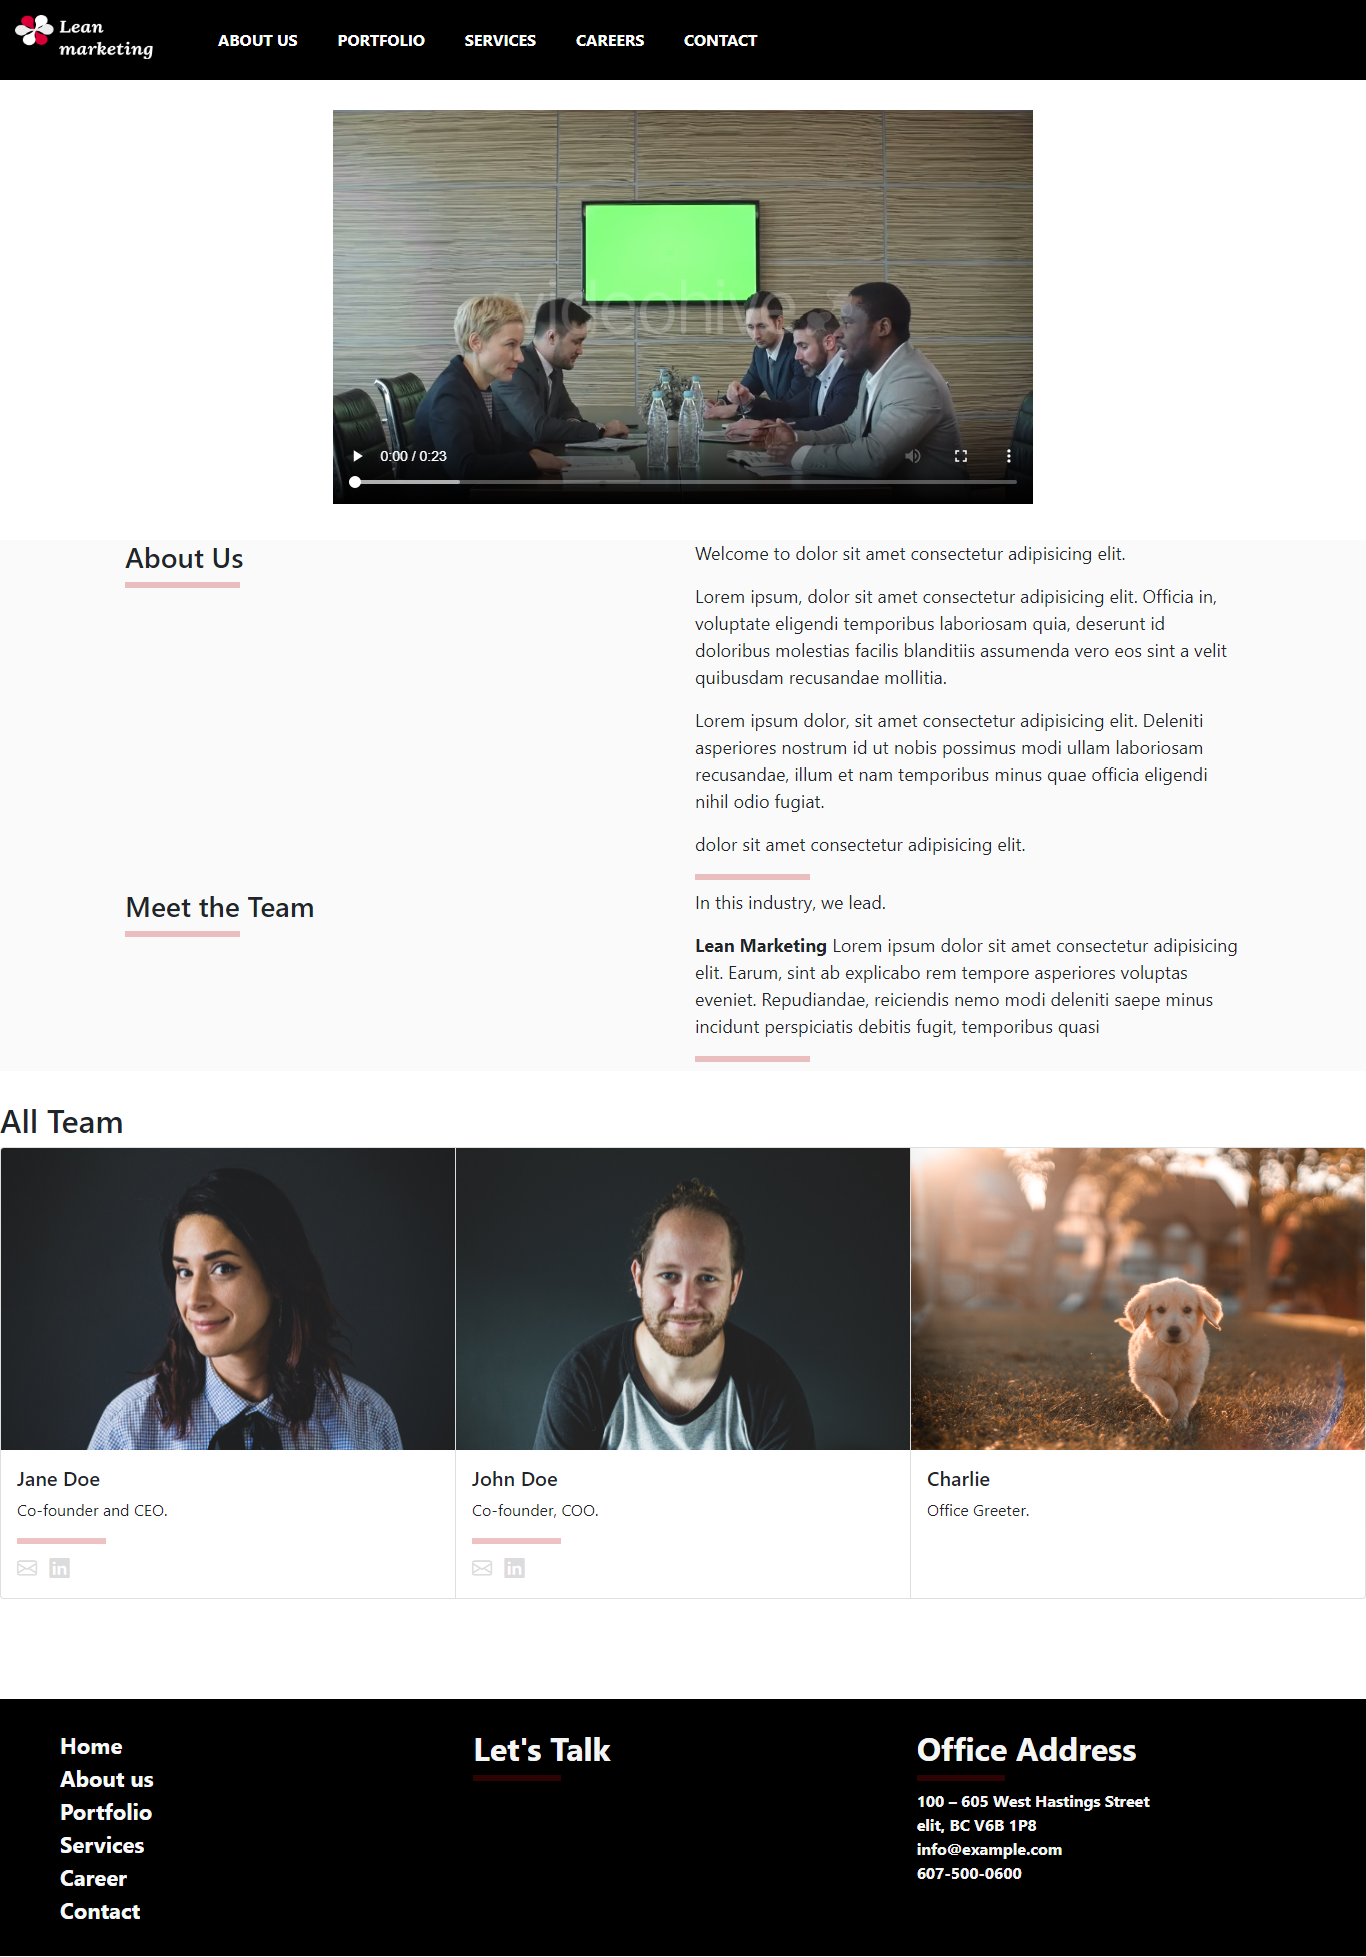 Lean
marketing
ABOUT US
PORTFOLIO
SERVICES
CAREERS
CONTACT
videohive
0:00 / 0:23
About Us
Welcome to dolor sit amet consectetur adipisicing elit.
Lorem ipsum, dolor sit amet consectetur adipisicing elit. Officia in,
voluptate eligendi temporibus laboriosam quia, deserunt id
doloribus molestias facilis blanditiis assumenda vero eos sint a velit
quibusdam recusandae mollitia.
Lorem ipsum dolor, sit amet consectetur adipisicing elit. Deleniti
asperiores nostrum id ut nobis possimus modi ullam laboriosam
recusandae, illum et nam temporibus minus quae officia eligendi
nihil odio fugiat.
dolor sit amet consectetur adipisicing elit.
Meet the Team
In this industry, we lead.
Lean Marketing Lorem ipsum dolor sit amet consectetur adipisicing
elit. Earum, sint ab explicabo rem tempore asperiores voluptas
eveniet. Repudiandae, reiciendis nemo modi deleniti saepe minus
incidunt perspiciatis debitis fugit, temporibus quasi
All Team
Jane Doe
Co-founder and CEO.
in
John Doe
Co-founder, COO.
in
Charlie
Office Greeter.
Home
About us
Portfolio
Services
Career
Contact
Let's Talk
Office Address
100 – 605 West Hastings Street
elit, BC V6B 1P8
info@example.com
607-500-0600